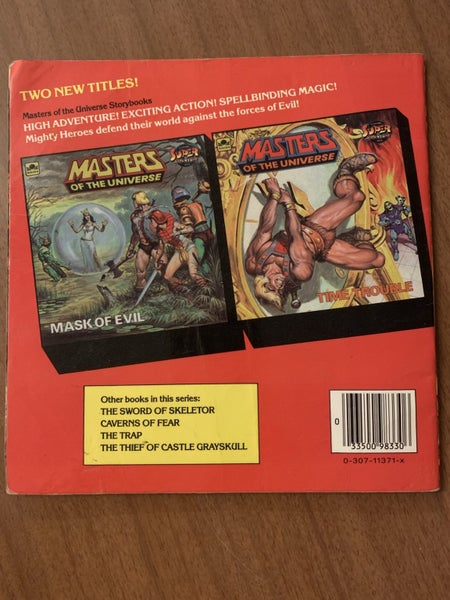 TWO NEW TITLES!
Masters of the Universe Storybooks
HIGH ADVENTURE! EXCITING ACTION! SPELLBINDING MAGIC!
Mighty Heroes defend their world against the forces of Evil!
MASTERS
OF THE UNIVERSE
SUPER
MASK OF EVIL
MASTERS
OF THE UNIVERSE
SUPER
TIME TROUBLE
Other books in this series:
THE SWORD OF SKELETOR
CAVERNS OF FEAR
THE TRAP
THE THIEF OF CASTLE GRAYSKULL
0
33500 98330
0-307-11371-x